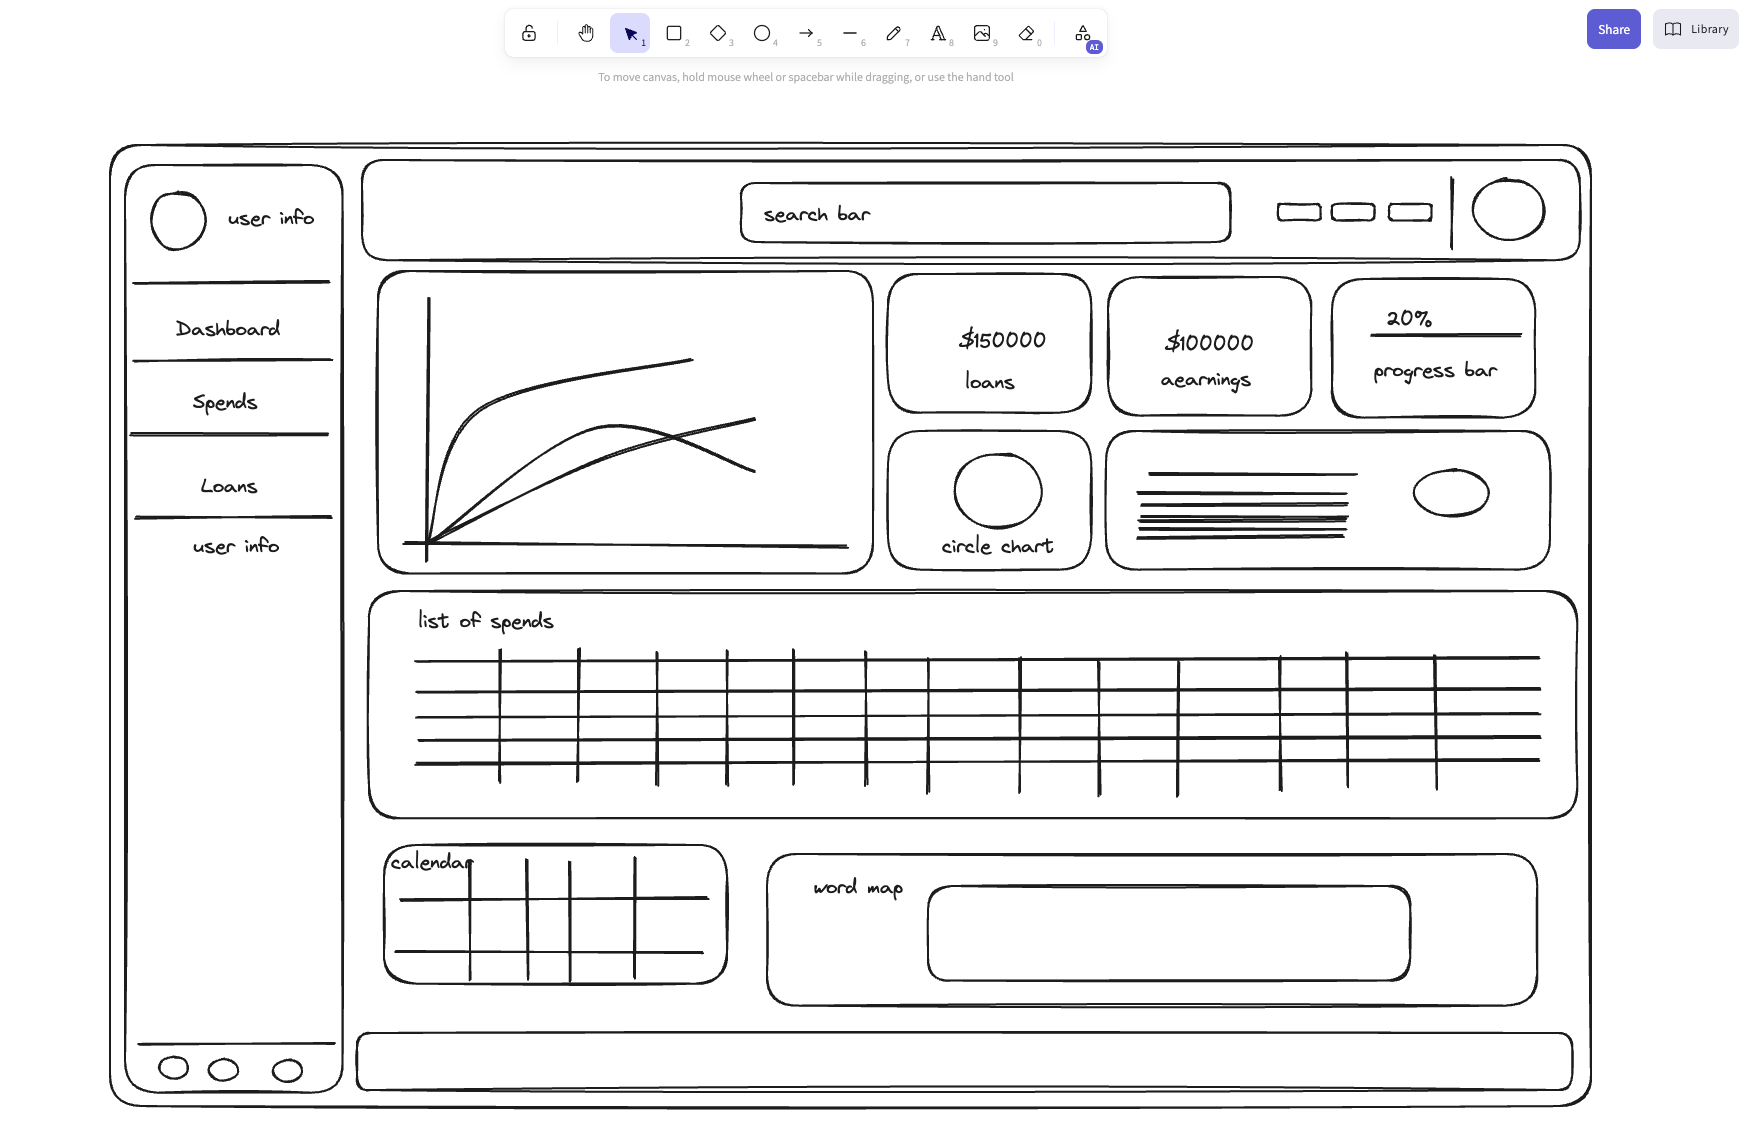 1
2
3
4
5
6
7
8
9
0
AI
Share
Library
To move canvas, hold mouse wheel or spacebar while dragging, or use the hand tool
user info
search bar
Dashboard
Spends
Loans
user info
$150000
loans
$100000
aearnings
20%
progress bar
circle chart
list of spends
calendar
word map